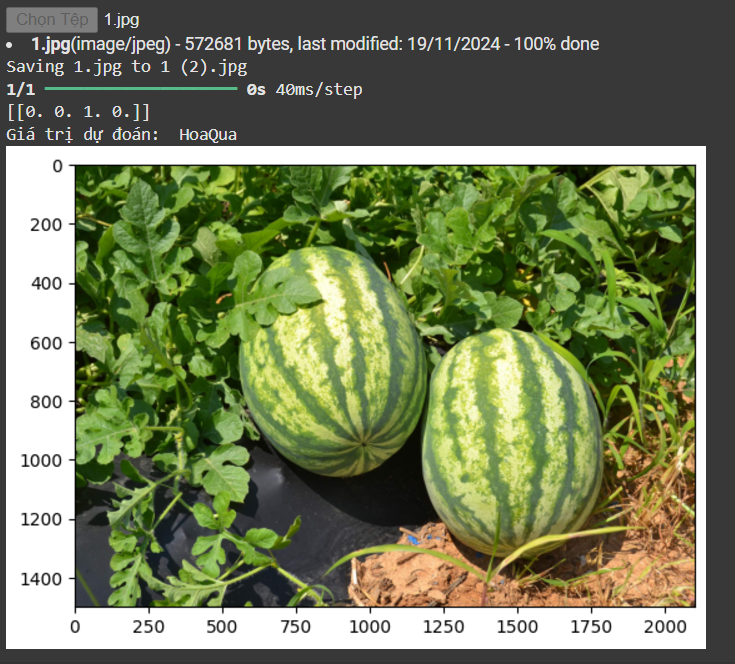 Chọn Tệp 1.jpg
1.jpg(image/jpeg) - 572681 bytes, last modified: 19/11/2024 - 100% done
Saving 1.jpg to 1 (2).jpg
1/1 0s 40ms/step
[[0. 0. 1. 0.]]
Giá trị dự đoán:  HoaQua
0
200
400
600
800
1000
1200
1400
0 250 500 750 1000 1250 1500 1750 2000